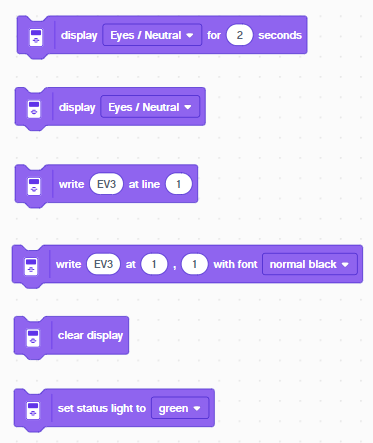 display Eyes / Neutral for 2 seconds
display Eyes / Neutral
write EV3 at line 1
write EV3 at 1 , 1 with font normal black
clear display
set status light to green